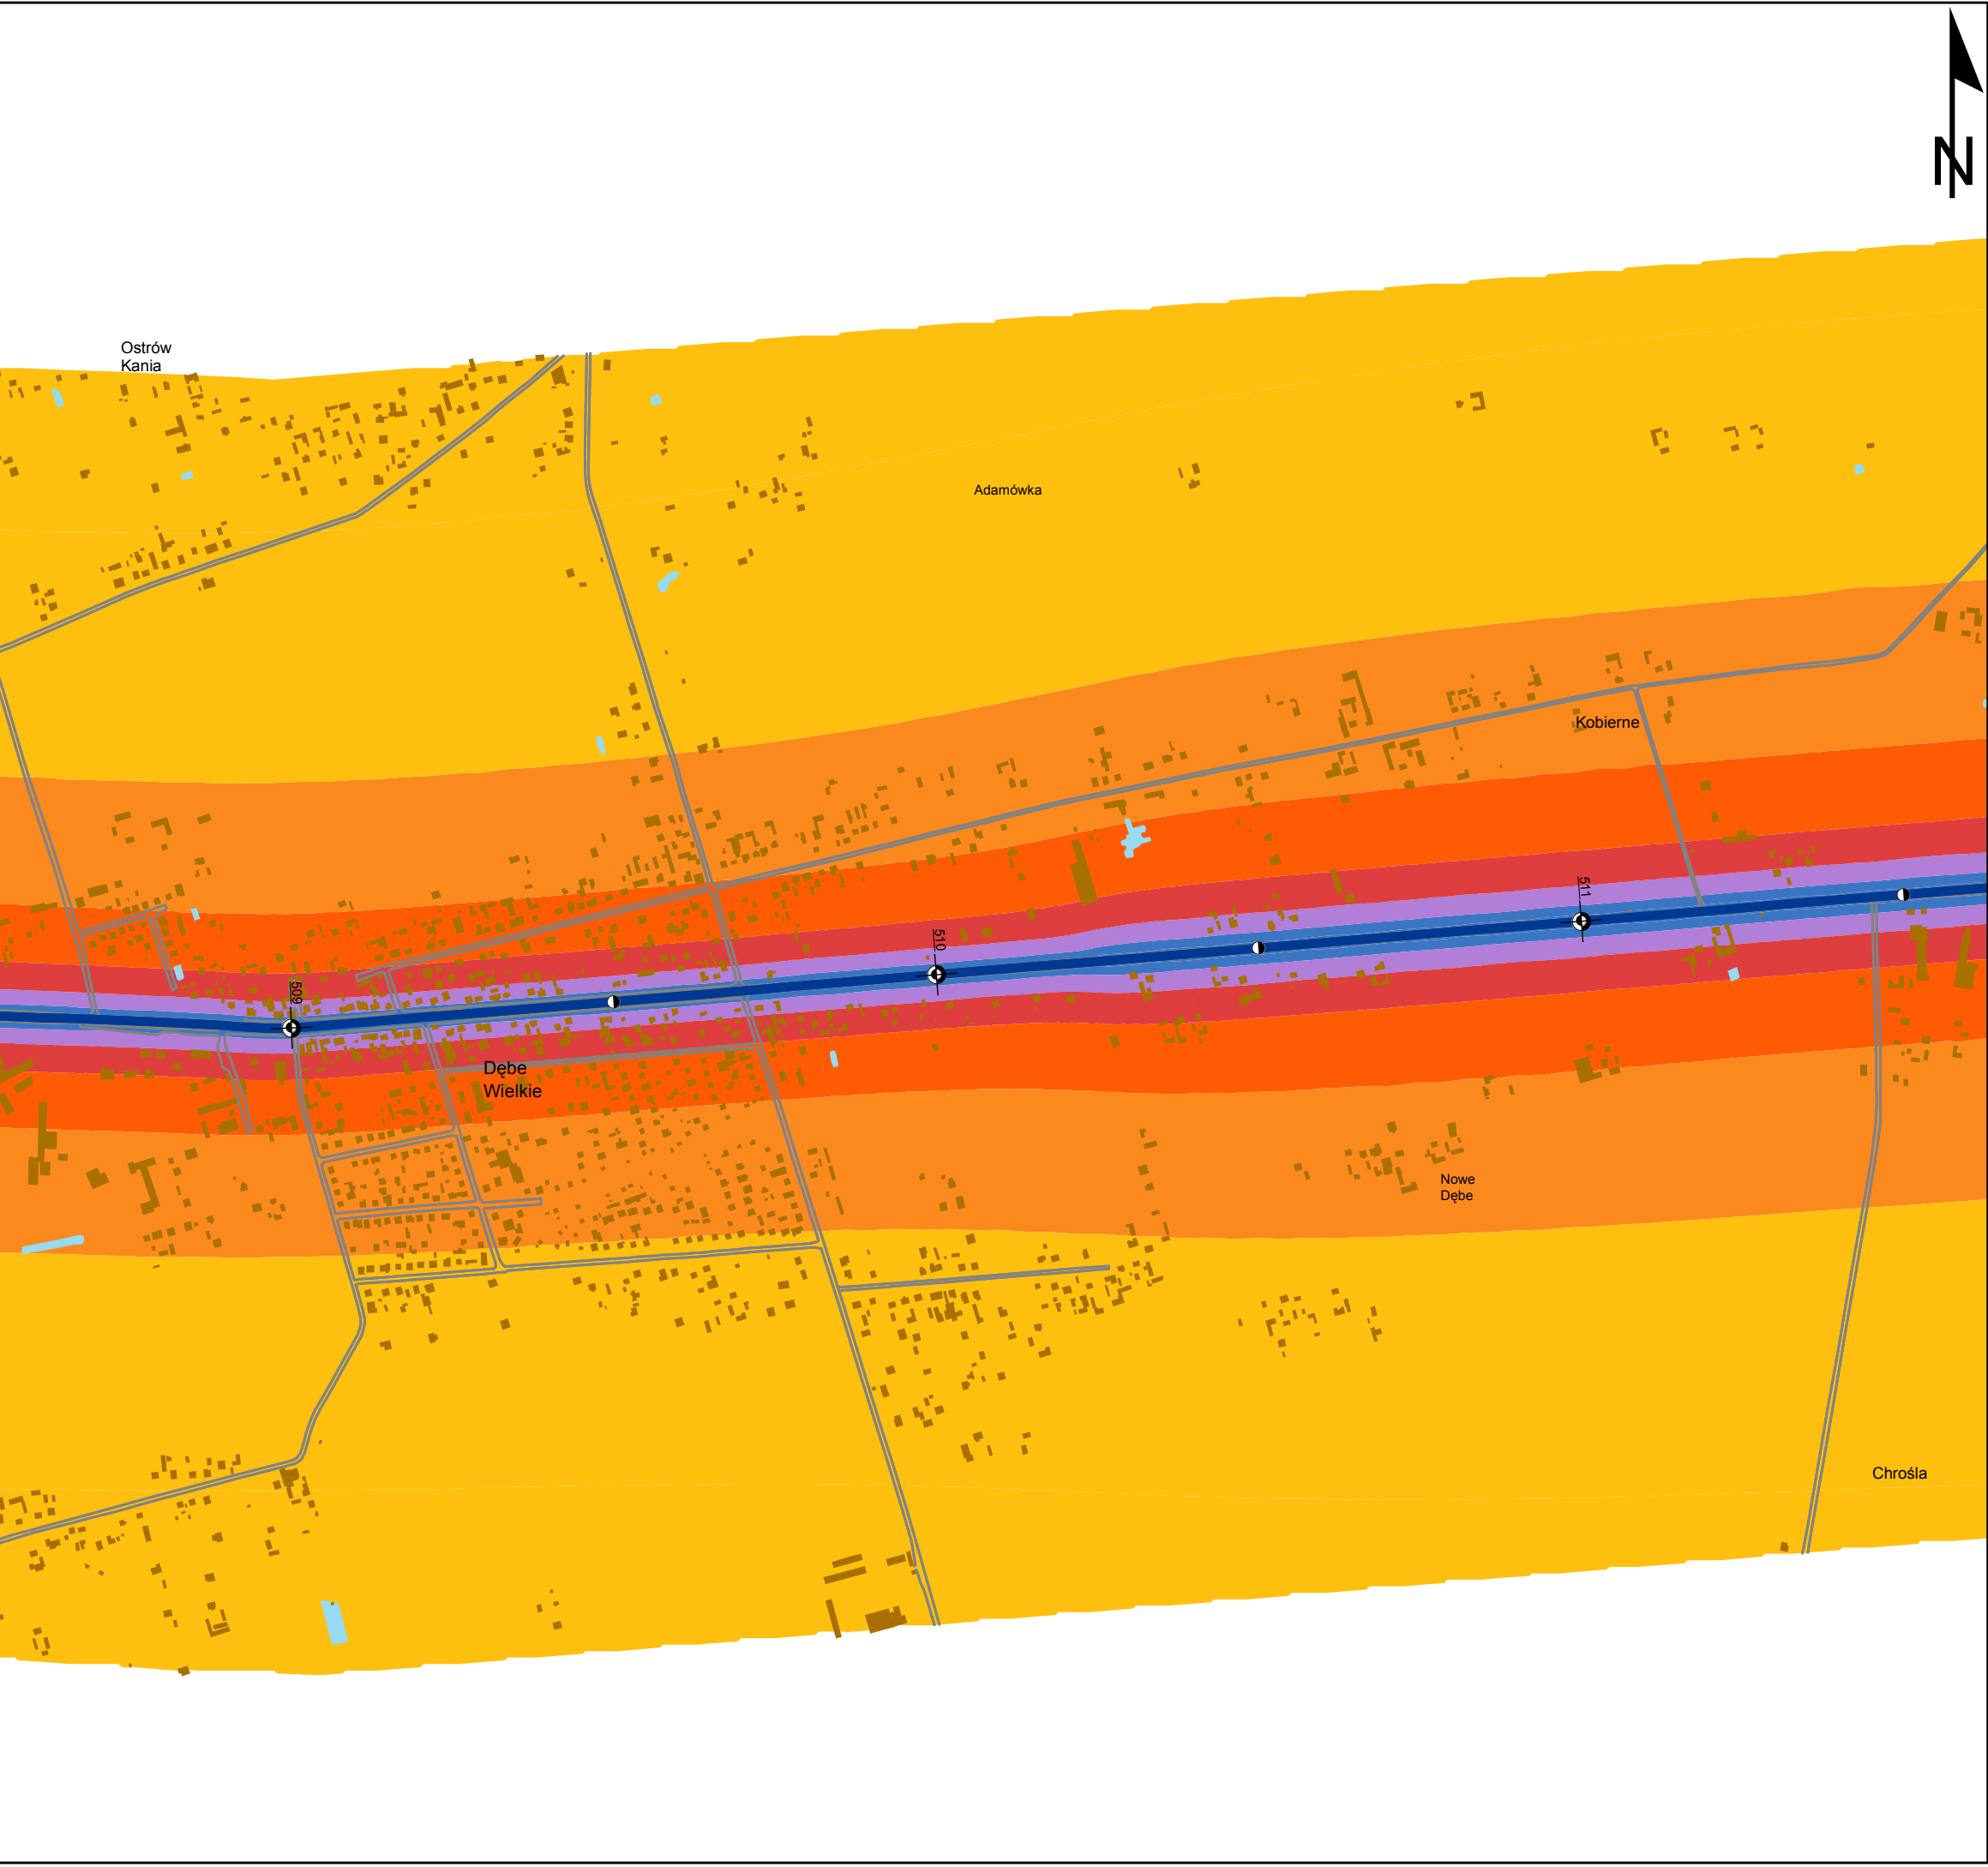 N
Ostrów
Kania
Adamówka
Kobierne
511
510
509
Dębe
Wielkie
Nowe
Dębe
Chrośla